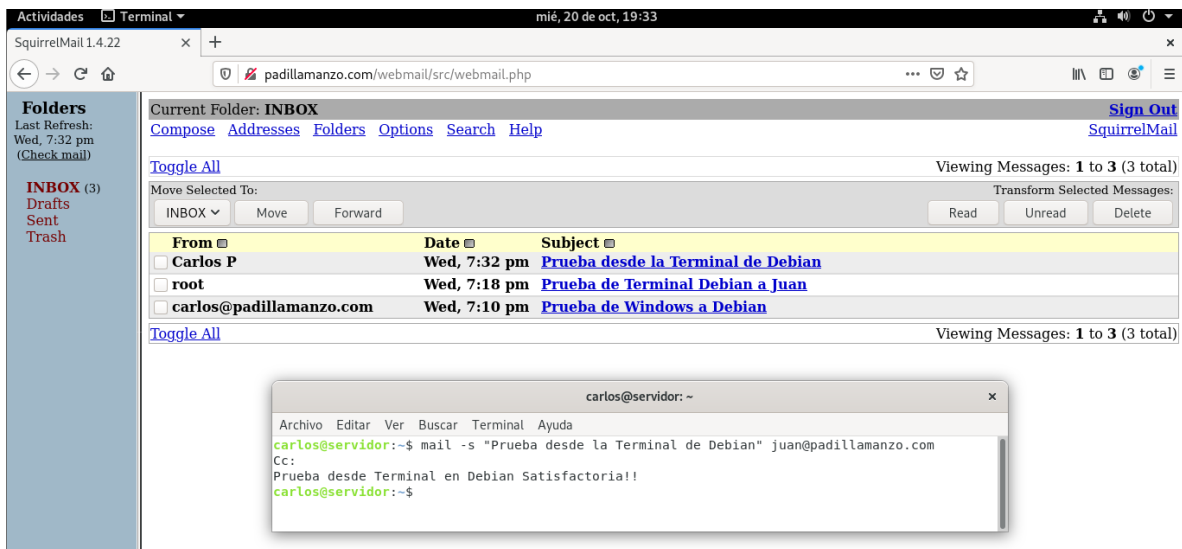 Actividades Terminal mié, 20 de oct, 19:33
SquirrelMail 1.4.22
padillamanzo.com/webmail/src/webmail.php
Folders
Last Refresh:
Wed, 7:32 pm
(Check mail)
INBOX (3)
Drafts
Sent
Trash
Current Folder: INBOX Sign Out
Compose Addresses Folders Options Search Help SquirrelMail
Toggle All Viewing Messages: 1 to 3 (3 total)
Move Selected To: Transform Selected Messages:
INBOX Move Forward Read Unread Delete
From Date Subject
Carlos P Wed, 7:32 pm Prueba desde la Terminal de Debian
root Wed, 7:18 pm Prueba de Terminal Debian a Juan
carlos@padillamanzo.com Wed, 7:10 pm Prueba de Windows a Debian
Toggle All Viewing Messages: 1 to 3 (3 total)
carlos@servidor: ~
Archivo Editar Ver Buscar Terminal Ayuda
carlos@servidor:~$ mail -s "Prueba desde la Terminal de Debian" juan@padillamanzo.com
Cc:
Prueba desde Terminal en Debian Satisfactoria!!
carlos@servidor:~$